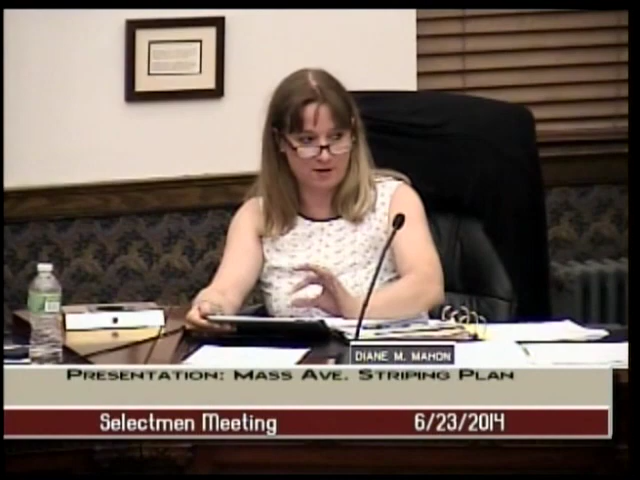 DIANE M. MAHON
PRESENTATION: MASS AVE. STRIPING PLAN
Selectmen Meeting 6/23/2014